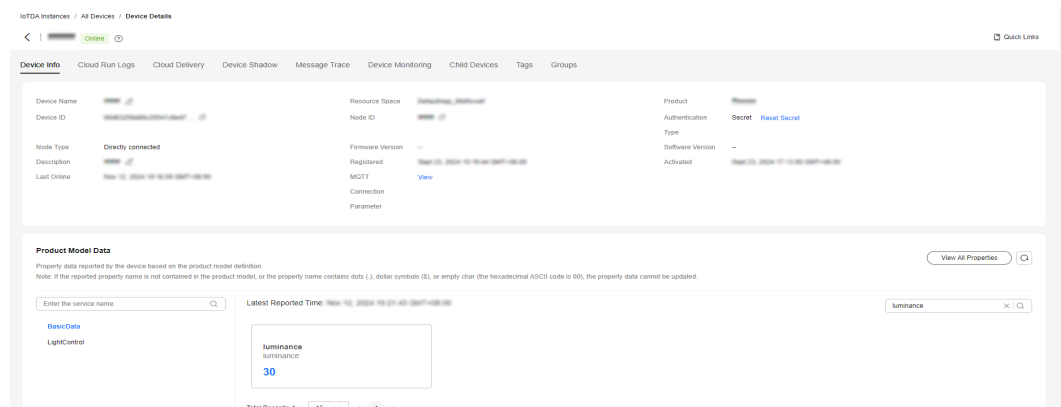 IoTDA Instances / All Devices / Device Details
Online
Quick Links
Device Info Cloud Run Logs Cloud Delivery Device Shadow Message Trace Device Monitoring Child Devices Tags Groups
Device Name Resource Space Product
Device ID Node ID Authentication Type Secret Reset Secret
Node Type Directly connected Firmware Version -- Software Version --
Description Registered Activated
Last Online MQTT Connection Parameter View
Product Model Data
Property data reported by the device based on the product model definition.
Note: If the reported property name is not contained in the product model, or the property name contains dots (.), dollar symbols ($), or empty char (the hexadecimal ASCII code is 00), the property data cannot be updated.
View All Properties
Enter the service name.
BasicData
LightControl
Latest Reported Time:
luminance
luminance
luminance
30